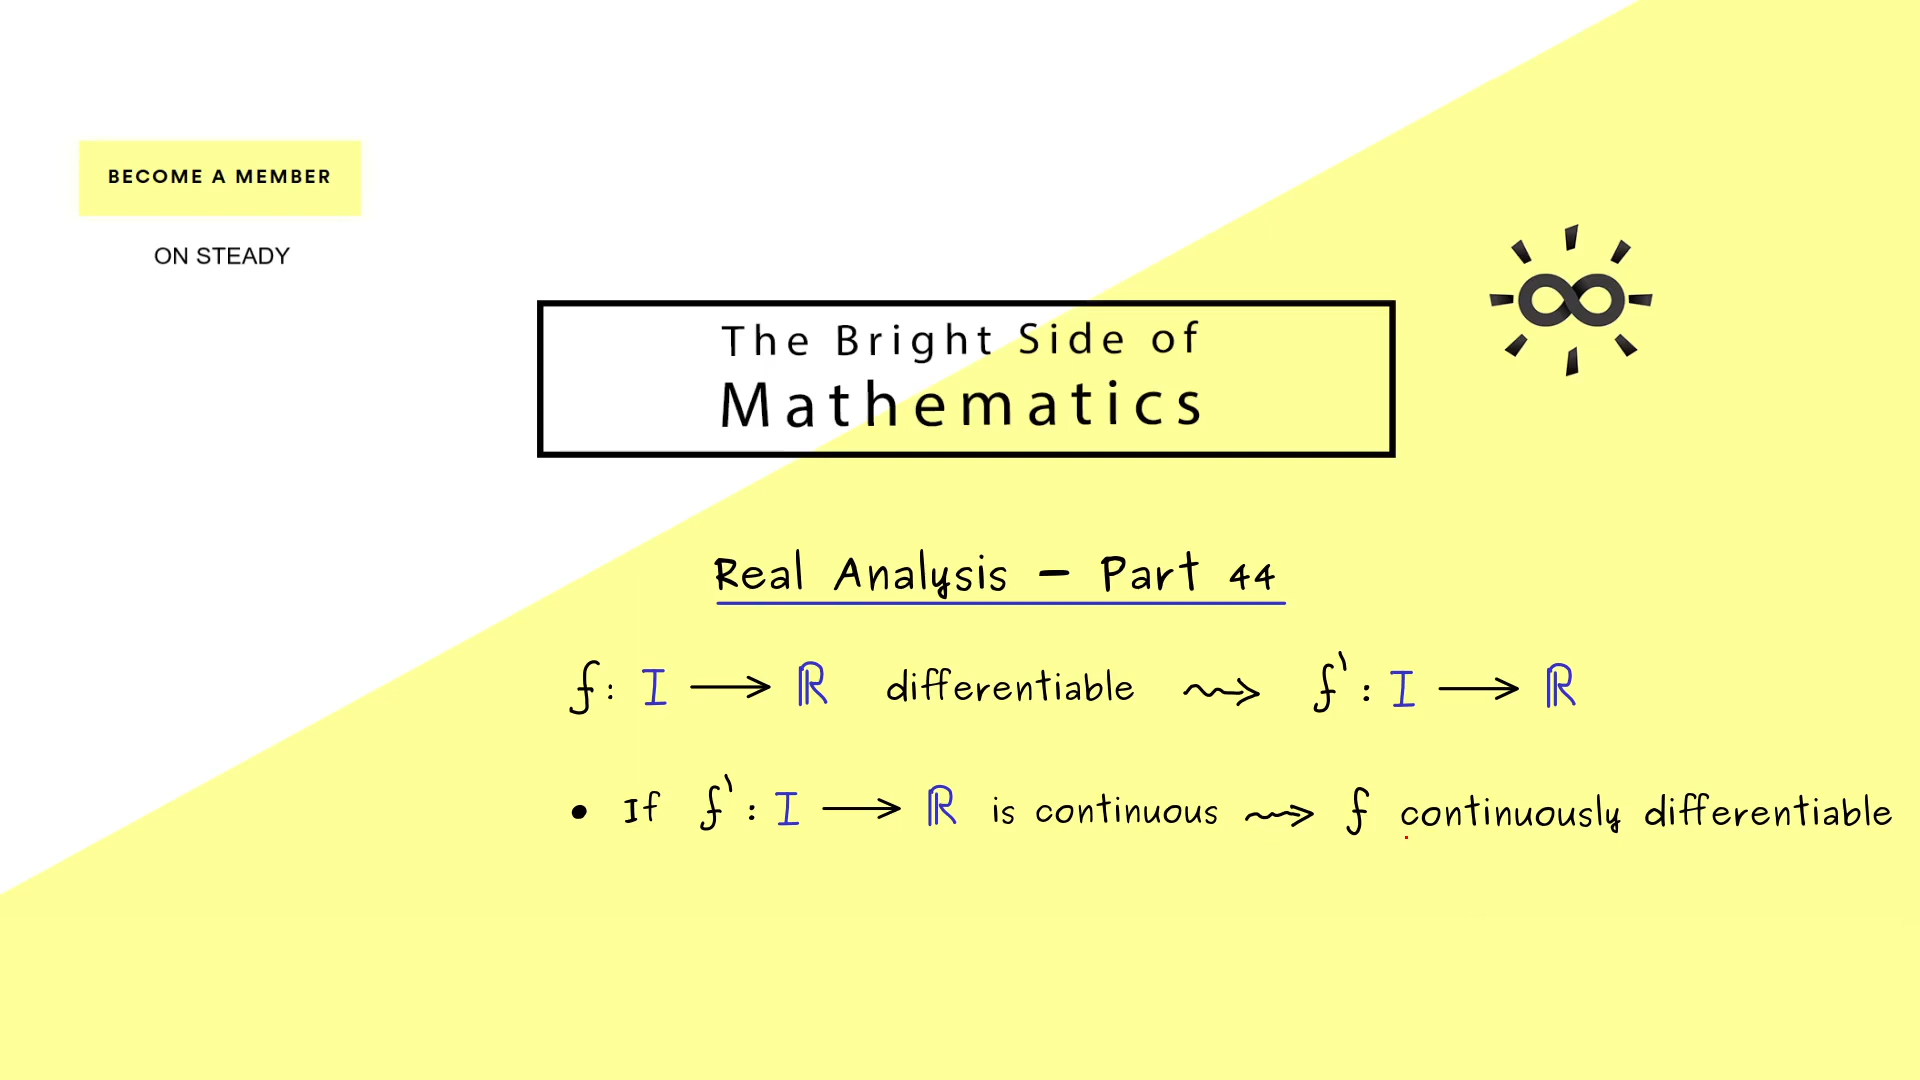 BECOME A MEMBER
ON STEADY
The Bright Side of
Mathematics
Real Analysis – Part 44
f: I ⟶ ℝ differentiable ⇝ f': I ⟶ ℝ
• If f': I ⟶ ℝ is continuous ⇝ f continuously differentiable